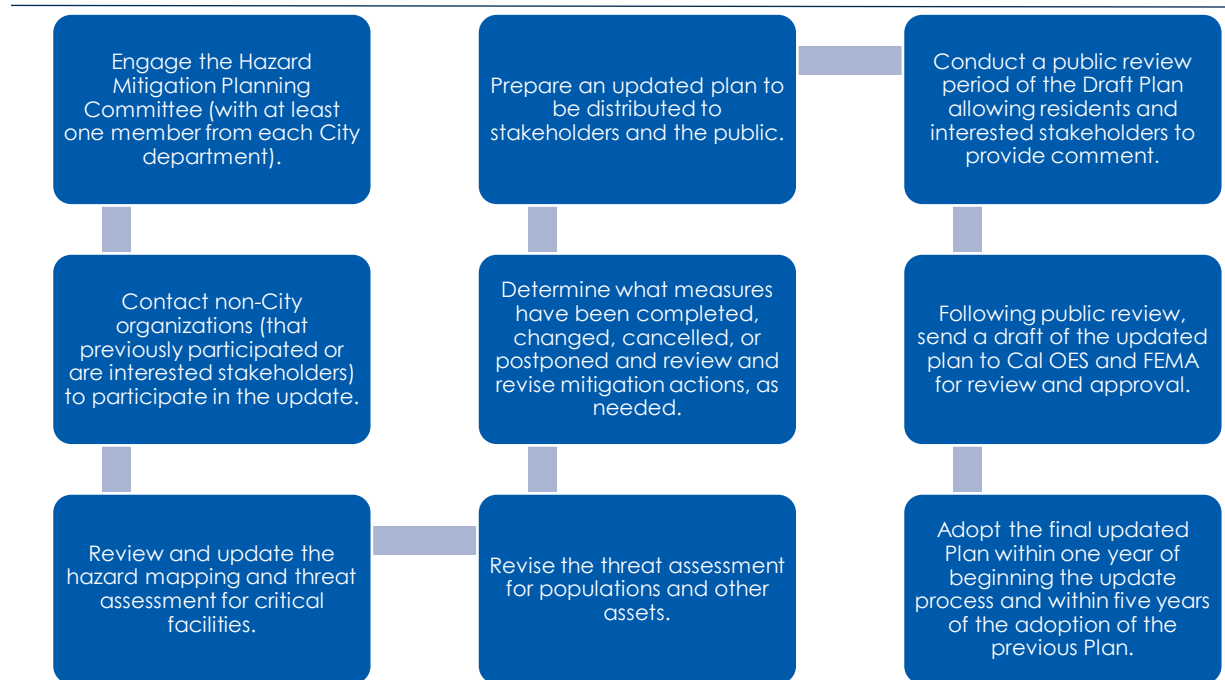 Engage the Hazard
Mitigation Planning
Committee (with at least
one member from each City
department).
Contact non-City
organizations (that
previously participated or
are interested stakeholders)
to participate in the update.
Review and update the
hazard mapping and threat
assessment for critical
facilities.
Revise the threat assessment
for populations and other
assets.
Determine what measures
have been completed,
changed, cancelled, or
postponed and review and
revise mitigation actions, as
needed.
Prepare an updated plan to
be distributed to
stakeholders and the public.
Conduct a public review
period of the Draft Plan
allowing residents and
interested stakeholders to
provide comment.
Following public review,
send a draft of the updated
plan to Cal OES and FEMA
for review and approval.
Adopt the final updated
Plan within one year of
beginning the update
process and within five years
of the adoption of the
previous Plan.